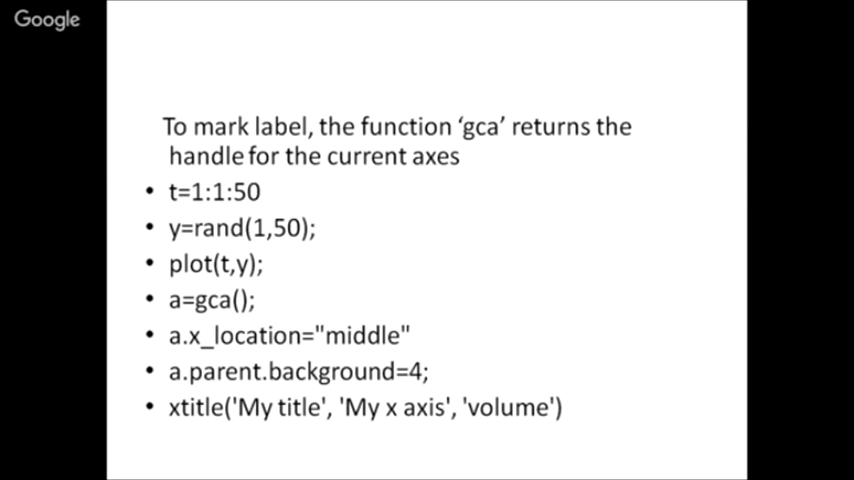 Google
To mark label, the function ‘gca’ returns the
handle for the current axes
• t=1:1:50
• y=rand(1,50);
• plot(t,y);
• a=gca();
• a.x_location="middle"
• a.parent.background=4;
• xtitle('My title', 'My x axis', 'volume')